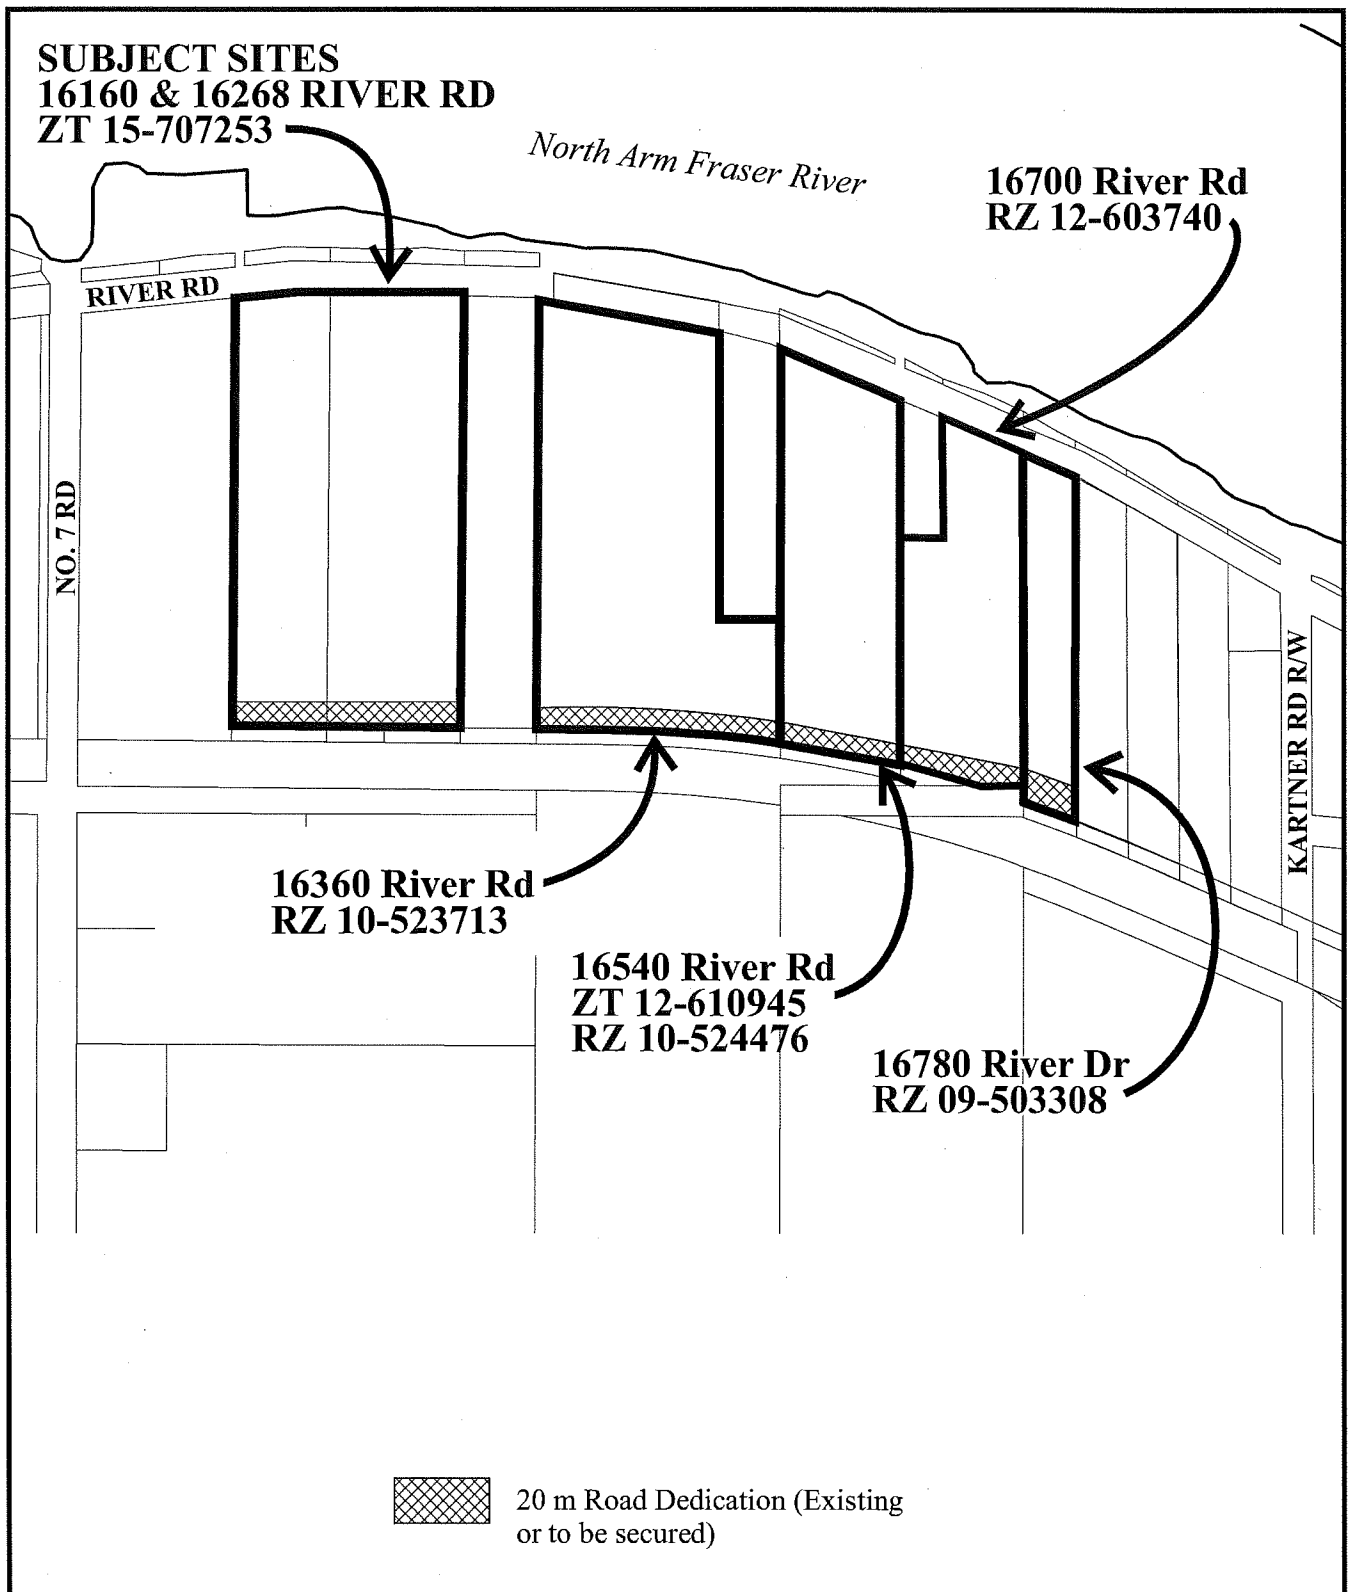 SUBJECT SITES
16160 & 16268 RIVER RD
ZT 15-707253
North Arm Fraser River
16700 River Rd
RZ 12-603740
RIVER RD
NO. 7 RD
KARTNER RD R/W
16360 River Rd
RZ 10-523713
16540 River Rd
ZT 12-610945
RZ 10-524476
16780 River Dr
RZ 09-503308
20 m Road Dedication (Existing
or to be secured)